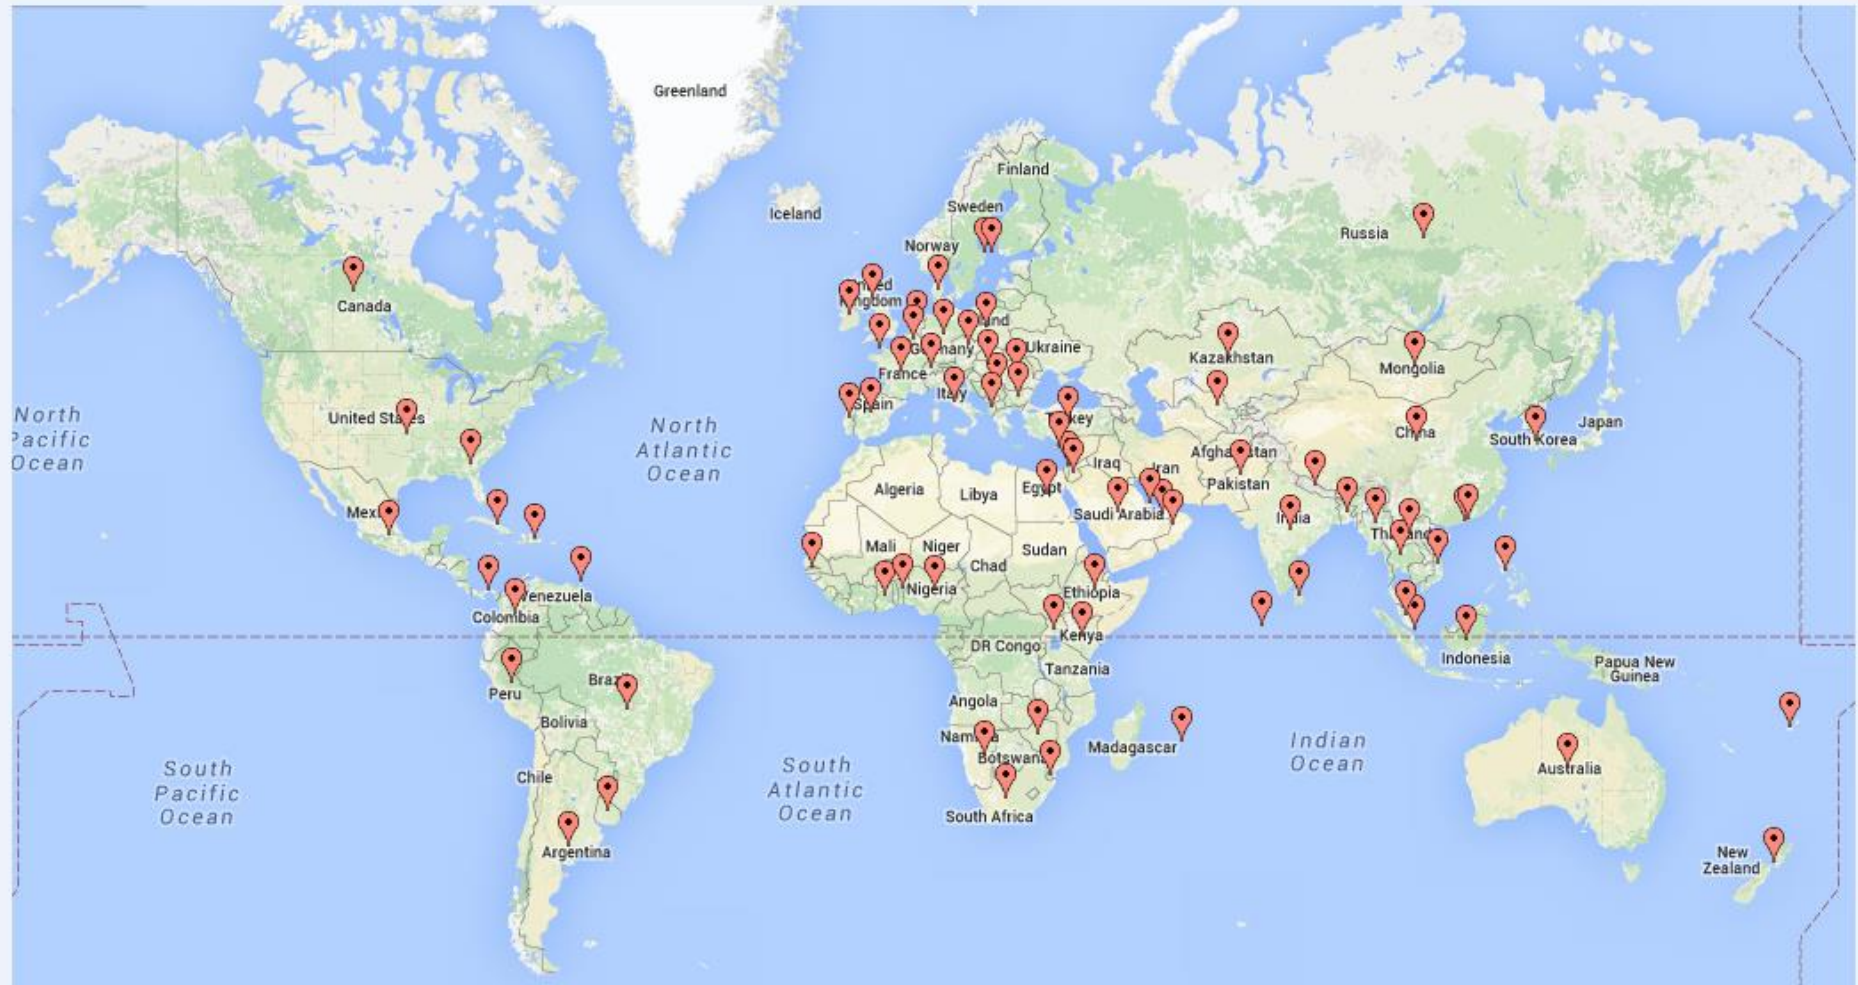 Greenland
Finland
Iceland
Sweden
Norway
Russia
Canada
Kingdom
Ukraine
Kazakhstan
Mongolia
France
Italy
Spain
North
Pacific
Ocean
United States
North
Atlantic
Ocean
China
South Korea
Japan
Iraq
Iran
Pakistan
Algeria
Libya
Egypt
Saudi Arabia
India
Mali
Niger
Sudan
Chad
Nigeria
Ethiopia
Venezuela
Colombia
DR Congo
Kenya
Tanzania
Indonesia
Papua New
Guinea
Peru
Angola
Bolivia
Botswana
Madagascar
Indian
Ocean
Chile
South
Pacific
Ocean
South
Atlantic
Ocean
Australia
South Africa
Argentina
New
Zealand